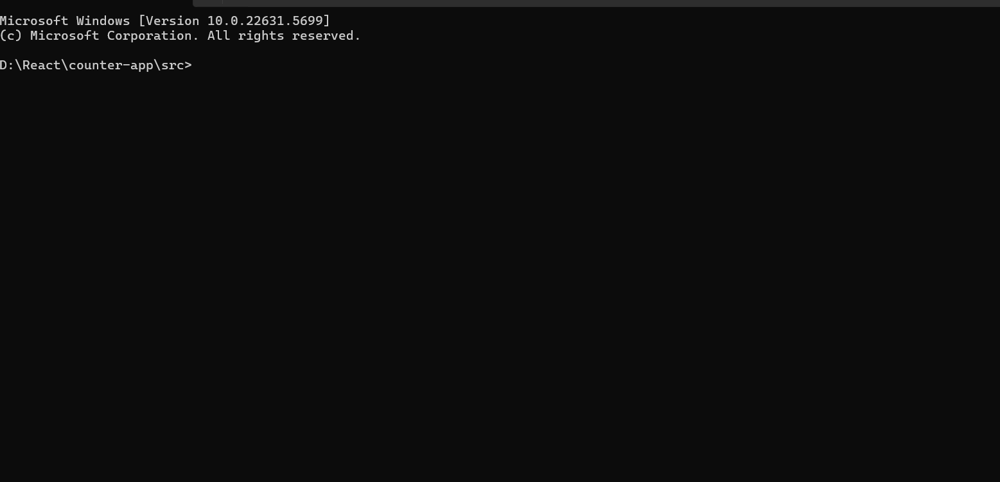 Microsoft Windows [Version 10.0.22631.5699]
(c) Microsoft Corporation. All rights reserved.
D:\React\counter-app\src>